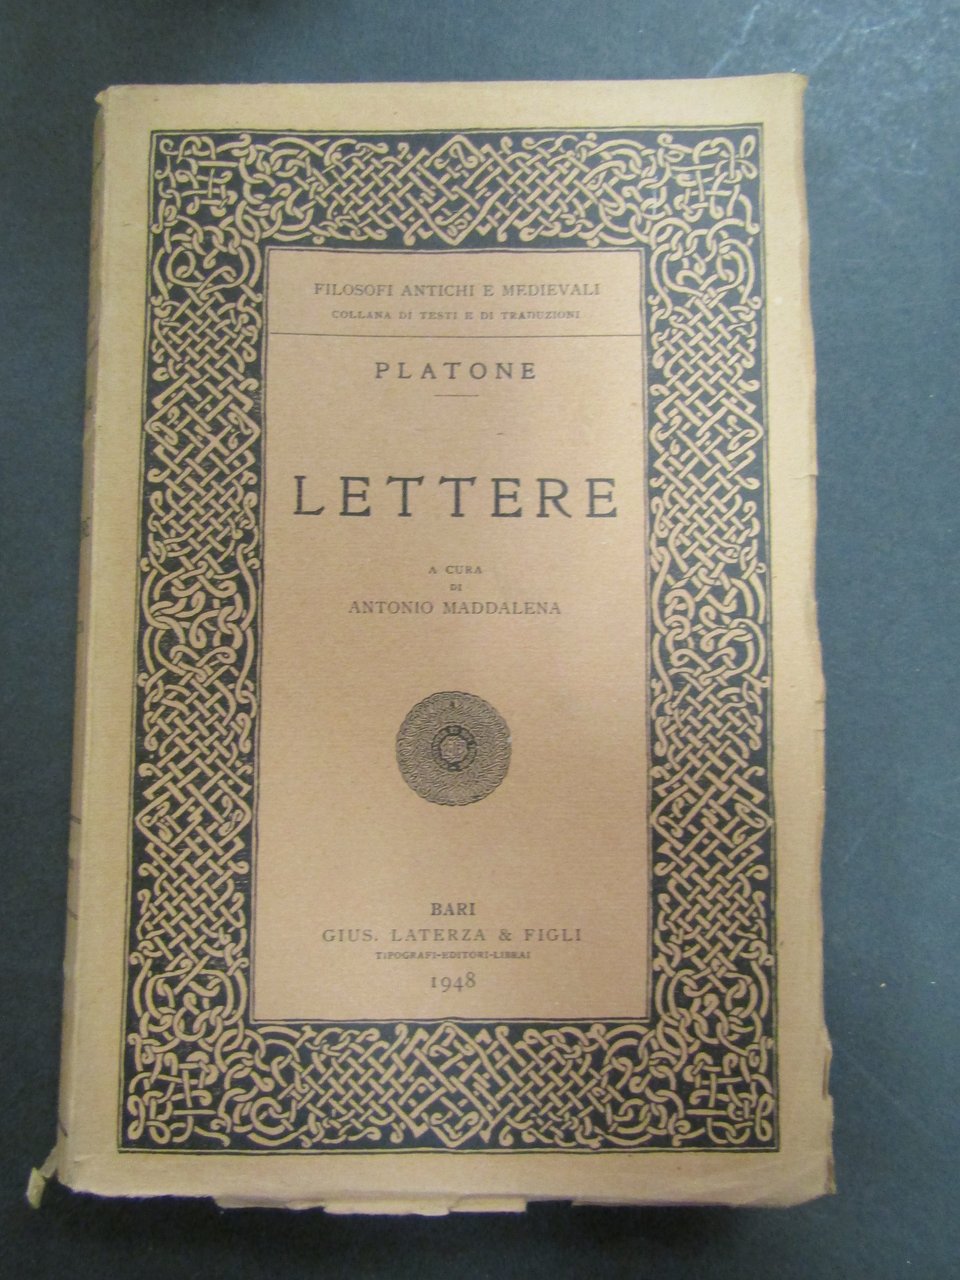 FILOSOFI ANTICHI E MEDIEVALI
COLLANA DI TESTI E DI TRADUZIONI
PLATONE
LETTERE
A CURA
DI
ANTONIO MADDALENA
BARI
GIUS. LATERZA & FIGLI
TIPOGRAFI-EDITORI-LIBRAI
1948